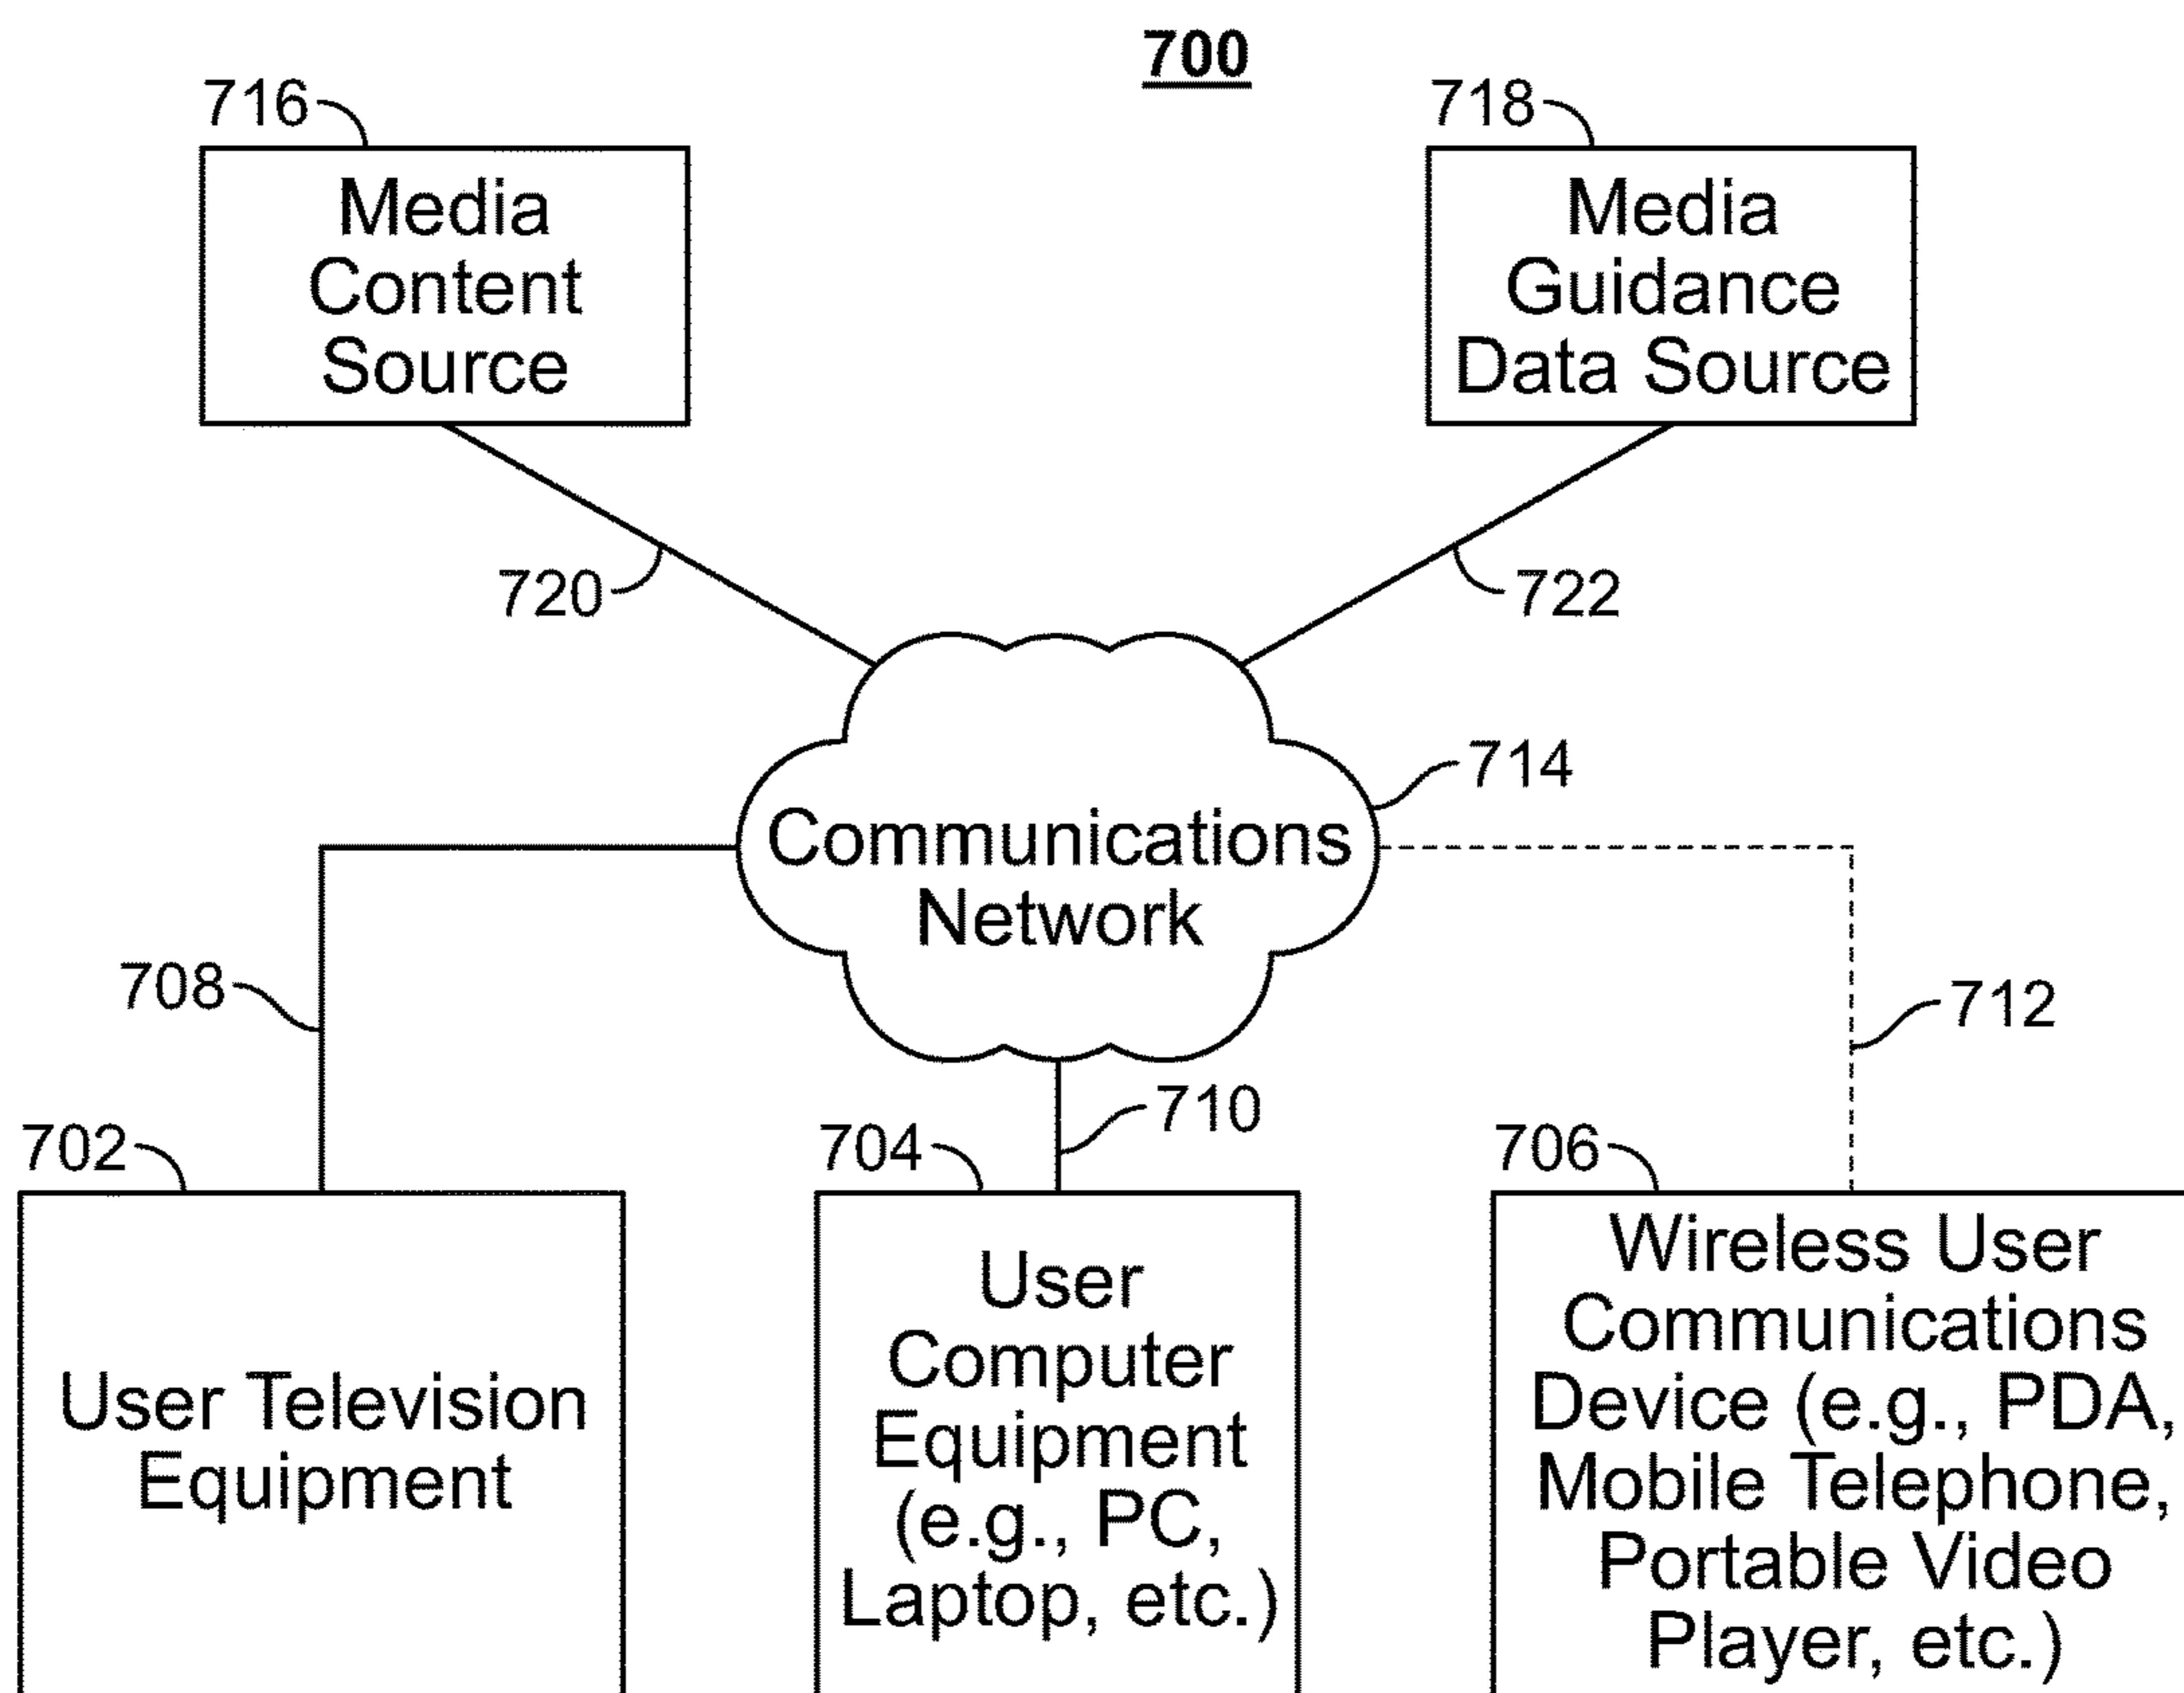 700
716
718
Media
Content
Source
Media
Guidance
Data Source
720
722
714
Communications
Network
708
712
710
702
704
706
User Television
Equipment
User
Computer
Equipment
(e.g., PC,
Laptop, etc.)
Wireless User
Communications
Device (e.g., PDA,
Mobile Telephone,
Portable Video
Player, etc.)